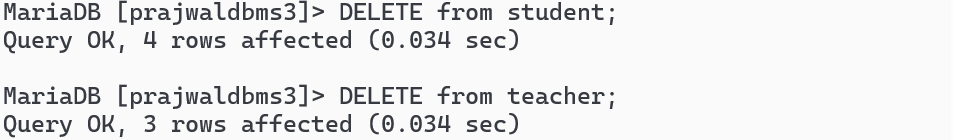 MariaDB [prajwaldbms3]> DELETE from student;
Query OK, 4 rows affected (0.034 sec)
MariaDB [prajwaldbms3]> DELETE from teacher;
Query OK, 3 rows affected (0.034 sec)